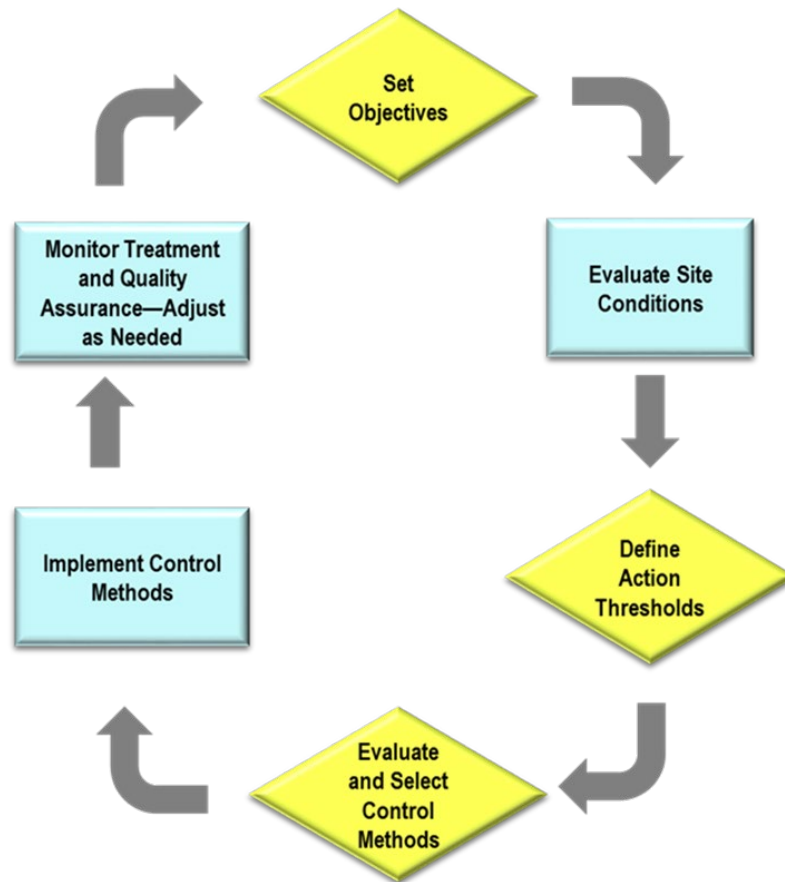 Set
Objectives
Evaluate Site
Conditions
Define
Action
Thresholds
Evaluate
and Select
Control
Methods
Implement Control
Methods
Monitor Treatment
and Quality
Assurance—Adjust
as Needed